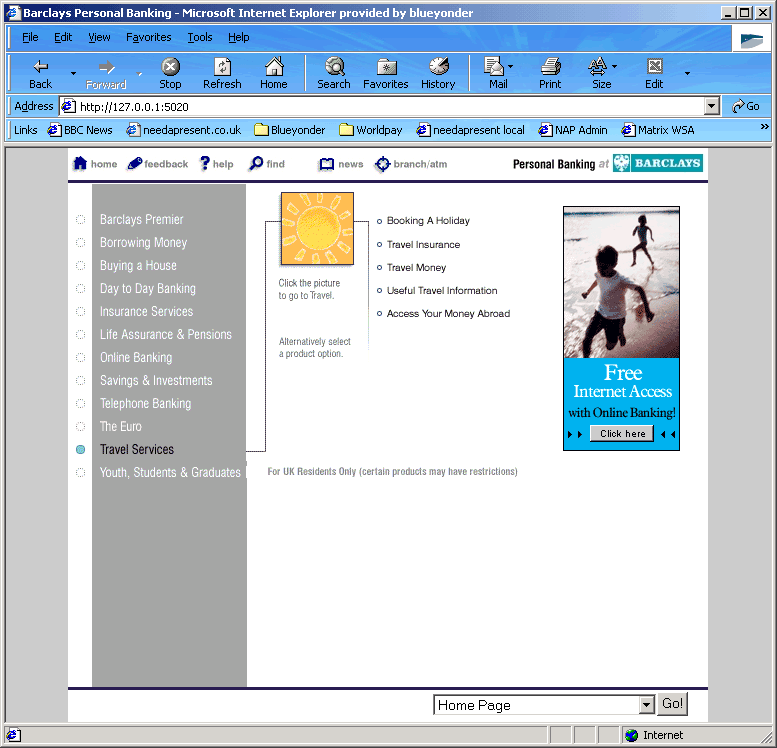 Barclays Personal Banking - Microsoft Internet Explorer provided by blueyonder
File Edit View Favorites Tools Help
Back Forward Stop Refresh Home Search Favorites History Mail Print Size Edit
Address http://127.0.0.1:5020 Go
Links BBC News needapresent.co.uk Blueyonder Worldpay needapresent local NAP Admin Matrix WSA »
home feedback help find news branch/atm Personal Banking at BARCLAYS
Barclays Premier
Borrowing Money
Buying a House
Day to Day Banking
Insurance Services
Life Assurance & Pensions
Online Banking
Savings & Investments
Telephone Banking
The Euro
Travel Services
Youth, Students & Graduates
Click the picture
to go to Travel.
Alternatively select
a product option.
Booking A Holiday
Travel Insurance
Travel Money
Useful Travel Information
Access Your Money Abroad
For UK Residents Only (certain products may have restrictions)
Free
Internet Access
with Online Banking!
Click here
Home Page Go!
Internet